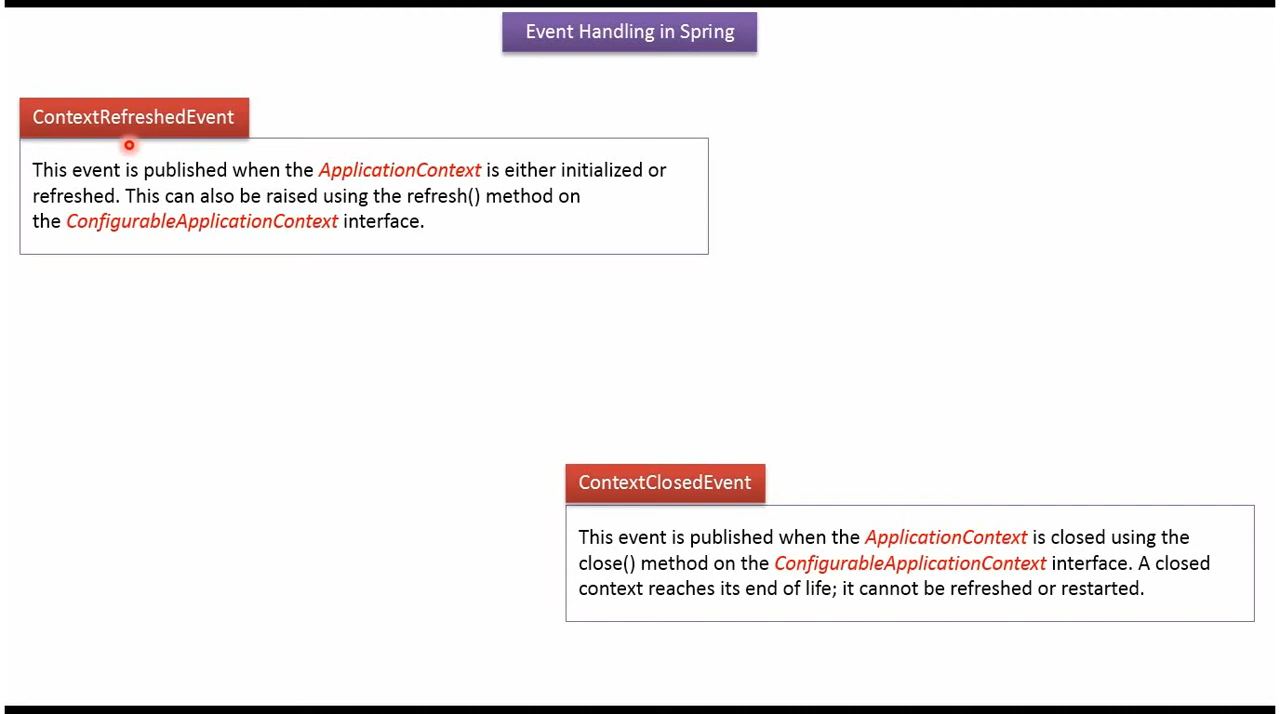 Event Handling in Spring
ContextRefreshedEvent
This event is published when the ApplicationContext is either initialized or
refreshed. This can also be raised using the refresh() method on
the ConfigurableApplicationContext interface.
ContextClosedEvent
This event is published when the ApplicationContext is closed using the
close() method on the ConfigurableApplicationContext interface. A closed
context reaches its end of life; it cannot be refreshed or restarted.